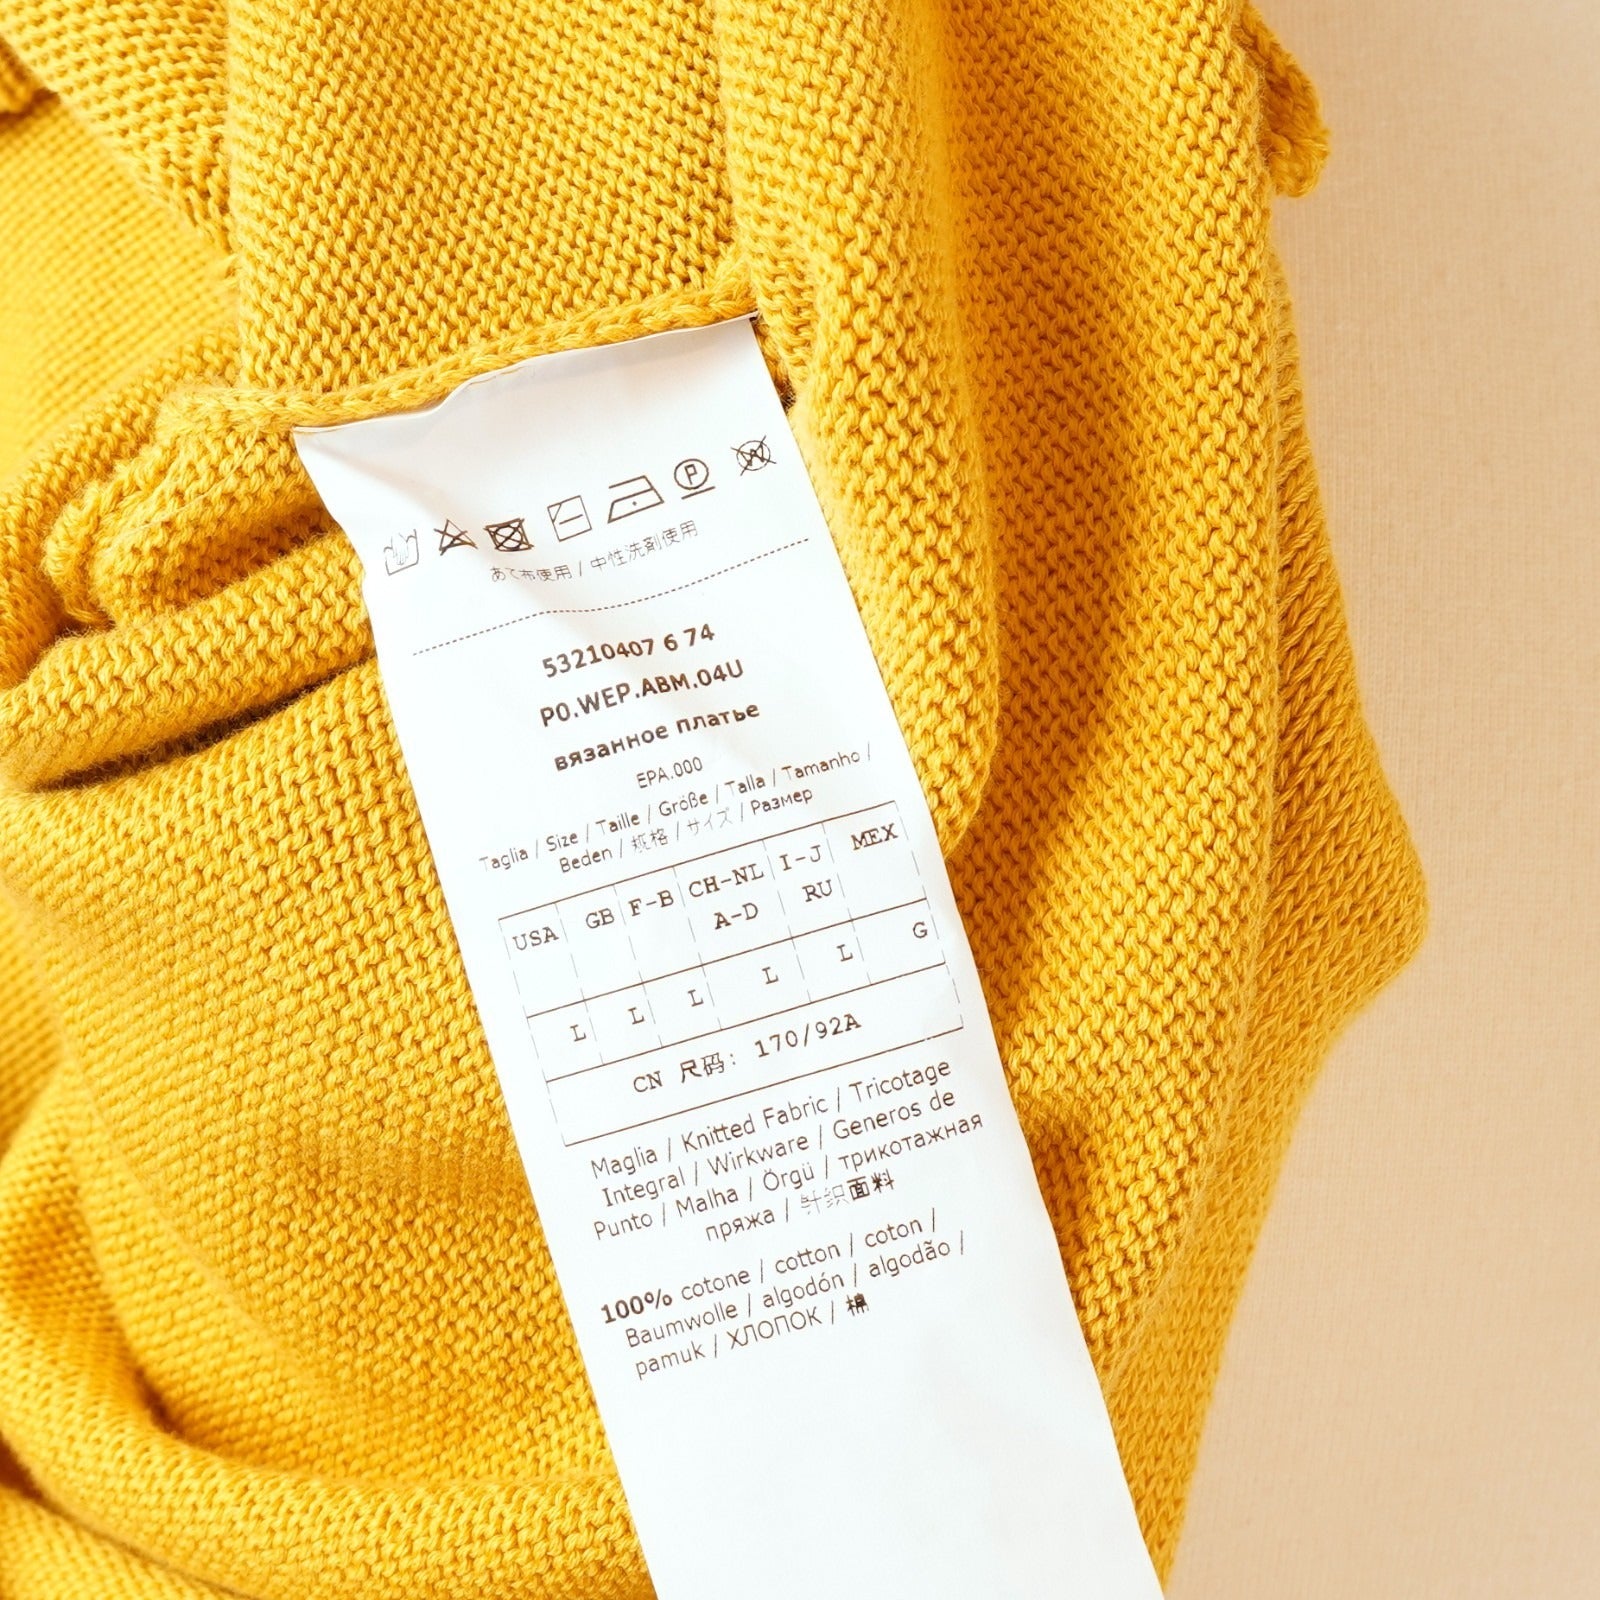 P
W
あて布使用 / 中性洗剤使用
53210407 6 74
P0.WEP.ABM.04U
вязанное платье
EPA.000
Taglia / Size / Taille / Größe / Talla / Tamanho /
Beden / 规格 / サイズ / Размер
USA GB F-B CH-NL I-J MEX
A-D RU
L L L L L G
CN 尺码: 170/92A
Maglia / Knitted Fabric / Tricotage
Integral / Wirkware / Generos de
Punto / Malha / Örgü / трикотажная
пряжа / 针织面料
100% cotone / cotton / coton /
Baumwolle / algodón / algodão /
pamuk / ХЛОПОК / 棉